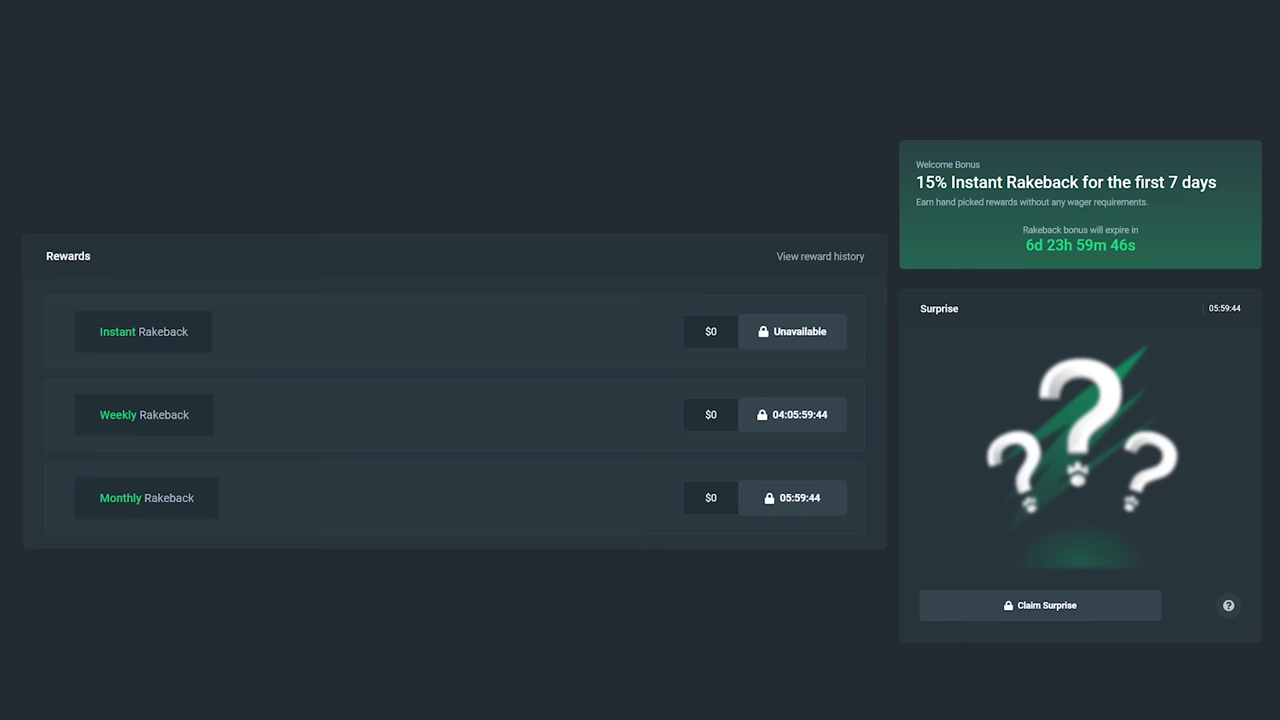 Welcome Bonus
15% Instant Rakeback for the first 7 days
Earn hand picked rewards without any wager requirements.
Rakeback bonus will expire in
6d 23h 59m 46s
Rewards
View reward history
Instant Rakeback
$0
Unavailable
Weekly Rakeback
$0
04:05:59:44
Monthly Rakeback
$0
05:59:44
Surprise
05:59:44
???
Claim Surprise
?